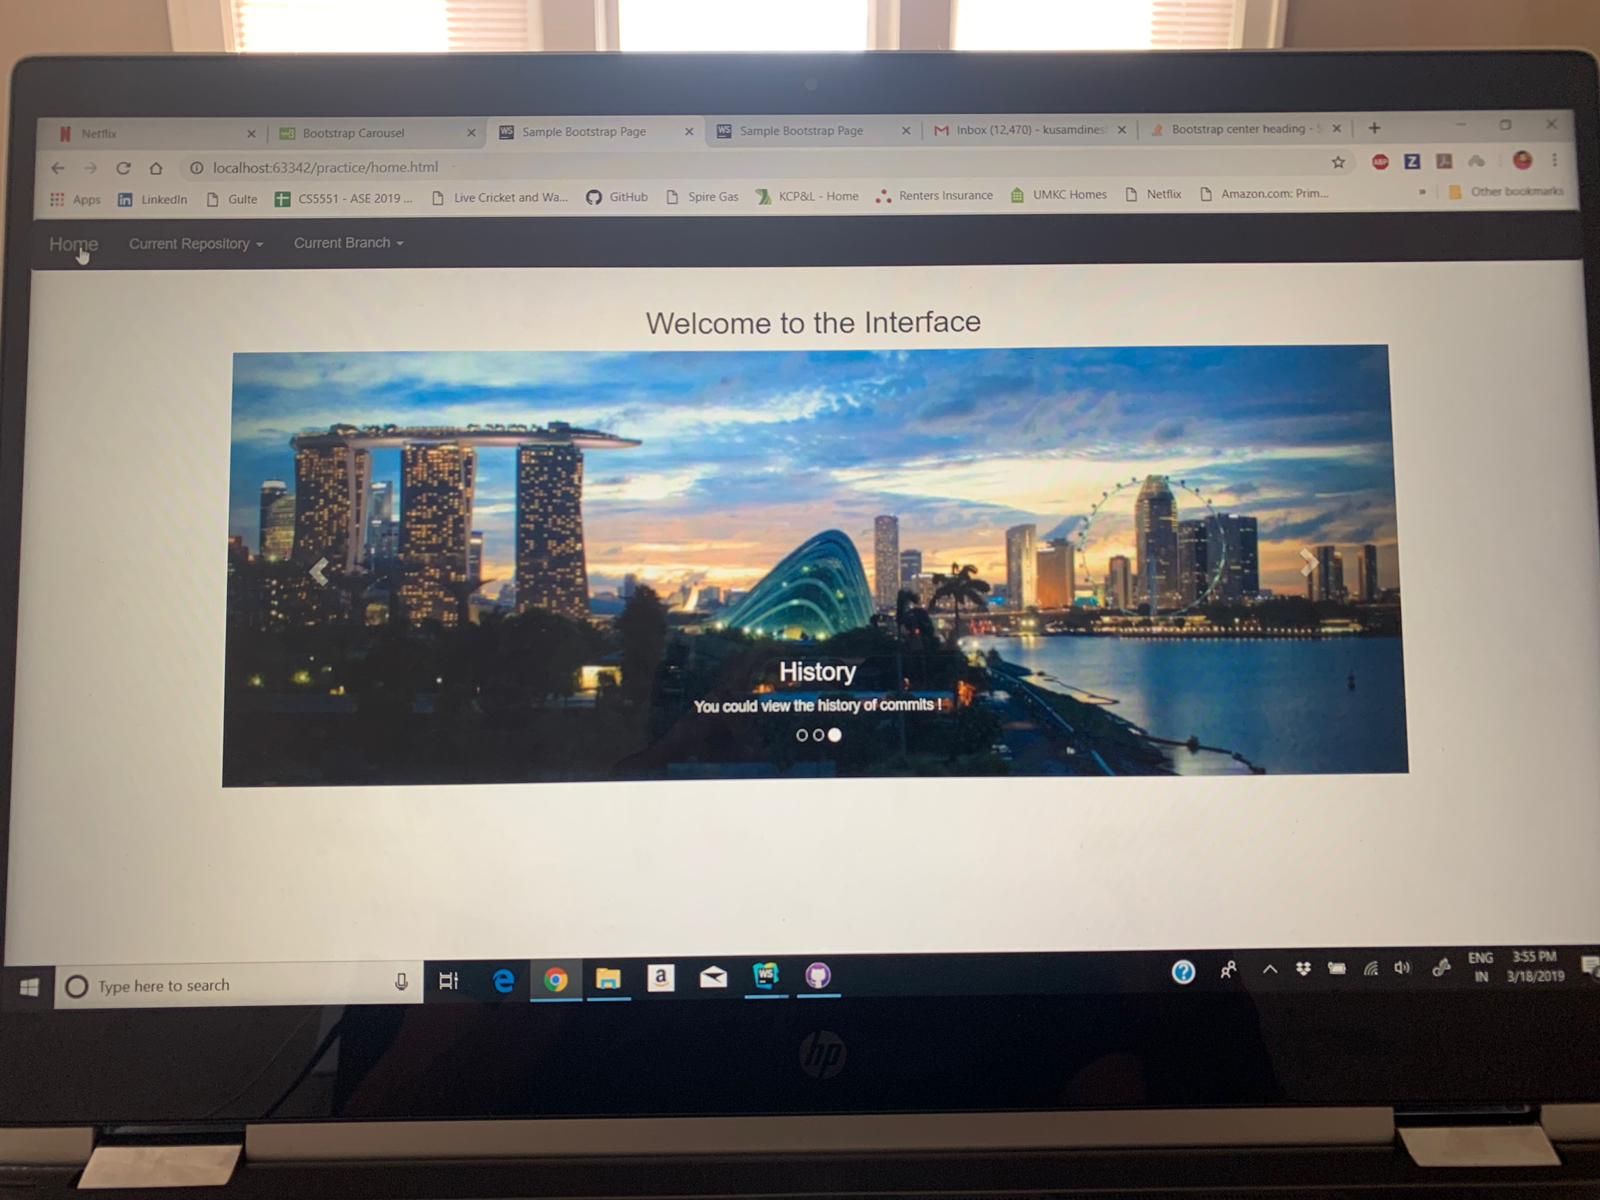 Netflix
Bootstrap Carousel
Sample Bootstrap Page
Sample Bootstrap Page
Inbox (12,470) - kusamdines
Bootstrap center heading -
localhost:63342/practice/home.html
ABP
Z
Apps
LinkedIn
Gulte
CS5551 - ASE 2019 ...
Live Cricket and Wa...
GitHub
Spire Gas
KCP&L - Home
Renters Insurance
UMKC Homes
Netflix
Amazon.com: Prim...
»
Other bookmarks
Home
Current Repository
Current Branch
Welcome to the Interface
History
You could view the history of commits !
Type here to search
a
WS
ENG
IN
3:55 PM
3/18/2019
hp